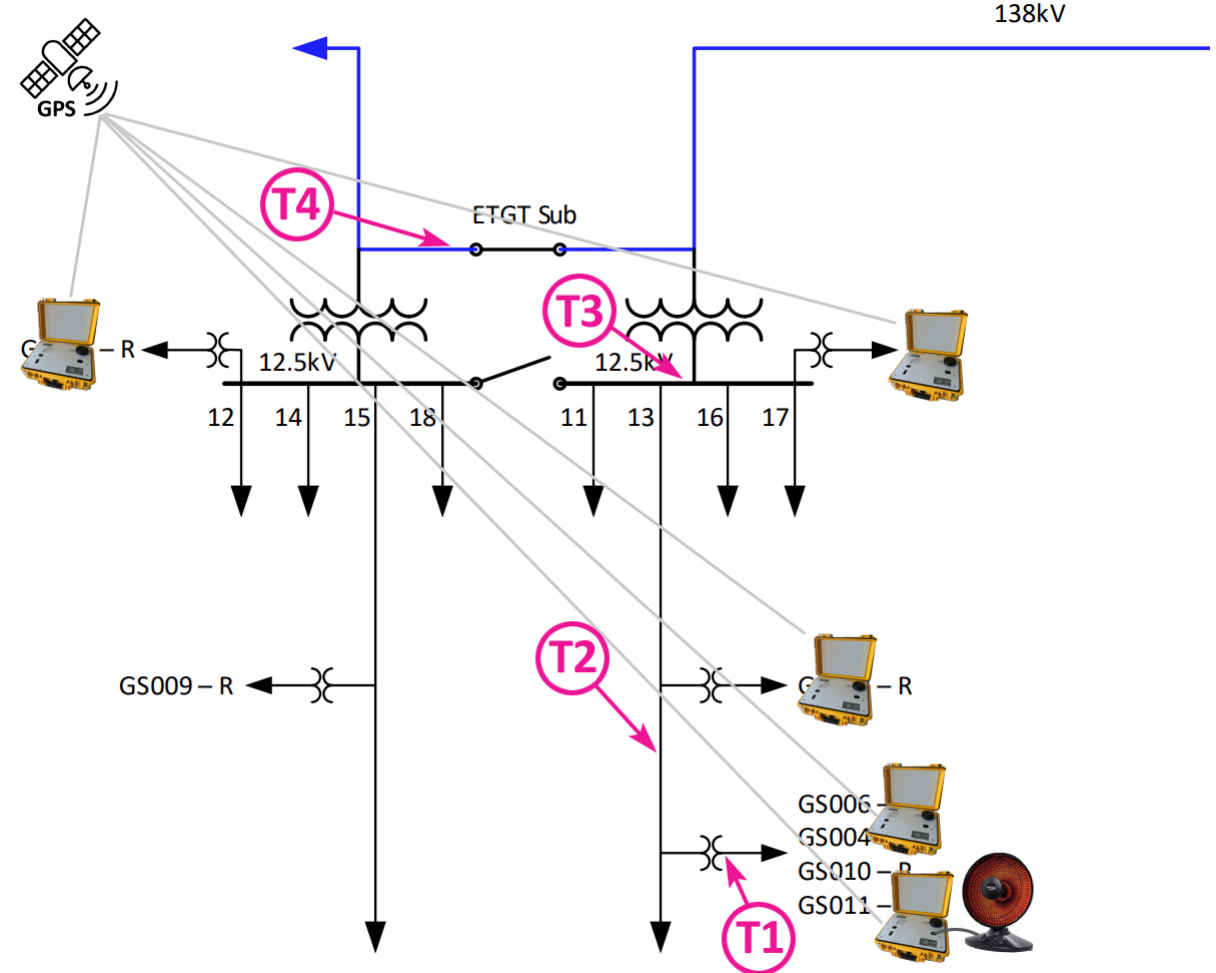 138kV
GPS
T4
ETGT Sub
T3
– R
12.5kV
12.5kV
12
14
15
18
11
13
16
17
T2
GS009 – R
– R
GS006 –
GS004
GS010 – R
GS011 –
T1